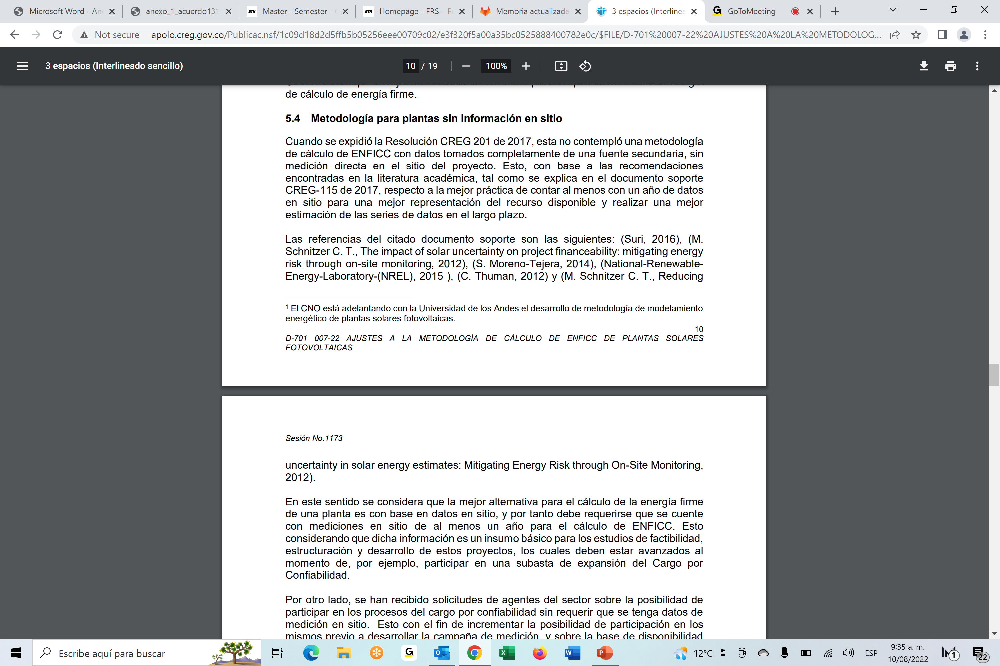 Microsoft Word - An
anexo_1_acuerdo131
ETH Master - Semester -
ETH Homepage - FRS – Fu
Memoria actualizada
3 espacios (Interlinea
G GoToMeeting
Not secure
apolo.creg.gov.co/Publicac.nsf/1c09d18d2d5ffb5b05256eee00709c02/e3f320f5a00a35bc0525888400782e0c/$FILE/D-701%20007-22%20AJUSTES%20A%20LA%20METODOLOG...
3 espacios (Interlineado sencillo)
10 / 19
100%
Con esto se espera mejorar la calidad de los datos para la aplicación de la metodología
de cálculo de energía firme.
5.4 Metodología para plantas sin información en sitio
Cuando se expidió la Resolución CREG 201 de 2017, esta no contempló una metodología
de cálculo de ENFICC con datos tomados completamente de una fuente secundaria, sin
medición directa en el sitio del proyecto. Esto, con base a las recomendaciones
encontradas en la literatura académica, tal como se explica en el documento soporte
CREG-115 de 2017, respecto a la mejor práctica de contar al menos con un año de datos
en sitio para una mejor representación del recurso disponible y realizar una mejor
estimación de las series de datos en el largo plazo.
Las referencias del citado documento soporte son las siguientes: (Suri, 2016), (M.
Schnitzer C. T., The impact of solar uncertainty on project financeability: mitigating energy
risk through on-site monitoring, 2012), (S. Moreno-Tejera, 2014), (National-Renewable-
Energy-Laboratory-(NREL), 2015 ), (C. Thuman, 2012) y (M. Schnitzer C. T., Reducing
1 El CNO está adelantando con la Universidad de los Andes el desarrollo de metodología de modelamiento
energético de plantas solares fotovoltaicas.
10
D-701 007-22 AJUSTES A LA METODOLOGÍA DE CÁLCULO DE ENFICC DE PLANTAS SOLARES
FOTOVOLTAICAS
Sesión No.1173
uncertainty in solar energy estimates: Mitigating Energy Risk through On-Site Monitoring,
2012).
En este sentido se considera que la mejor alternativa para el cálculo de la energía firme
de una planta es con base en datos en sitio, y por tanto debe requerirse que se cuente
con mediciones en sitio de al menos un año para el cálculo de ENFICC. Esto
considerando que dicha información es un insumo básico para los estudios de factibilidad,
estructuración y desarrollo de estos proyectos, los cuales deben estar avanzados al
momento de, por ejemplo, participar en una subasta de expansión del Cargo por
Confiabilidad.
Por otro lado, se han recibido solicitudes de agentes del sector sobre la posibilidad de
participar en los procesos del cargo por confiabilidad sin requerir que se tenga datos de
medición en sitio. Esto con el fin de incrementar la posibilidad de participación en los
mismos previo a desarrollar la campaña de medición, y sobre la base de disponibilidad
Escribe aquí para buscar
12°C
ESP
9:35 a. m.
10/08/2022
1
22